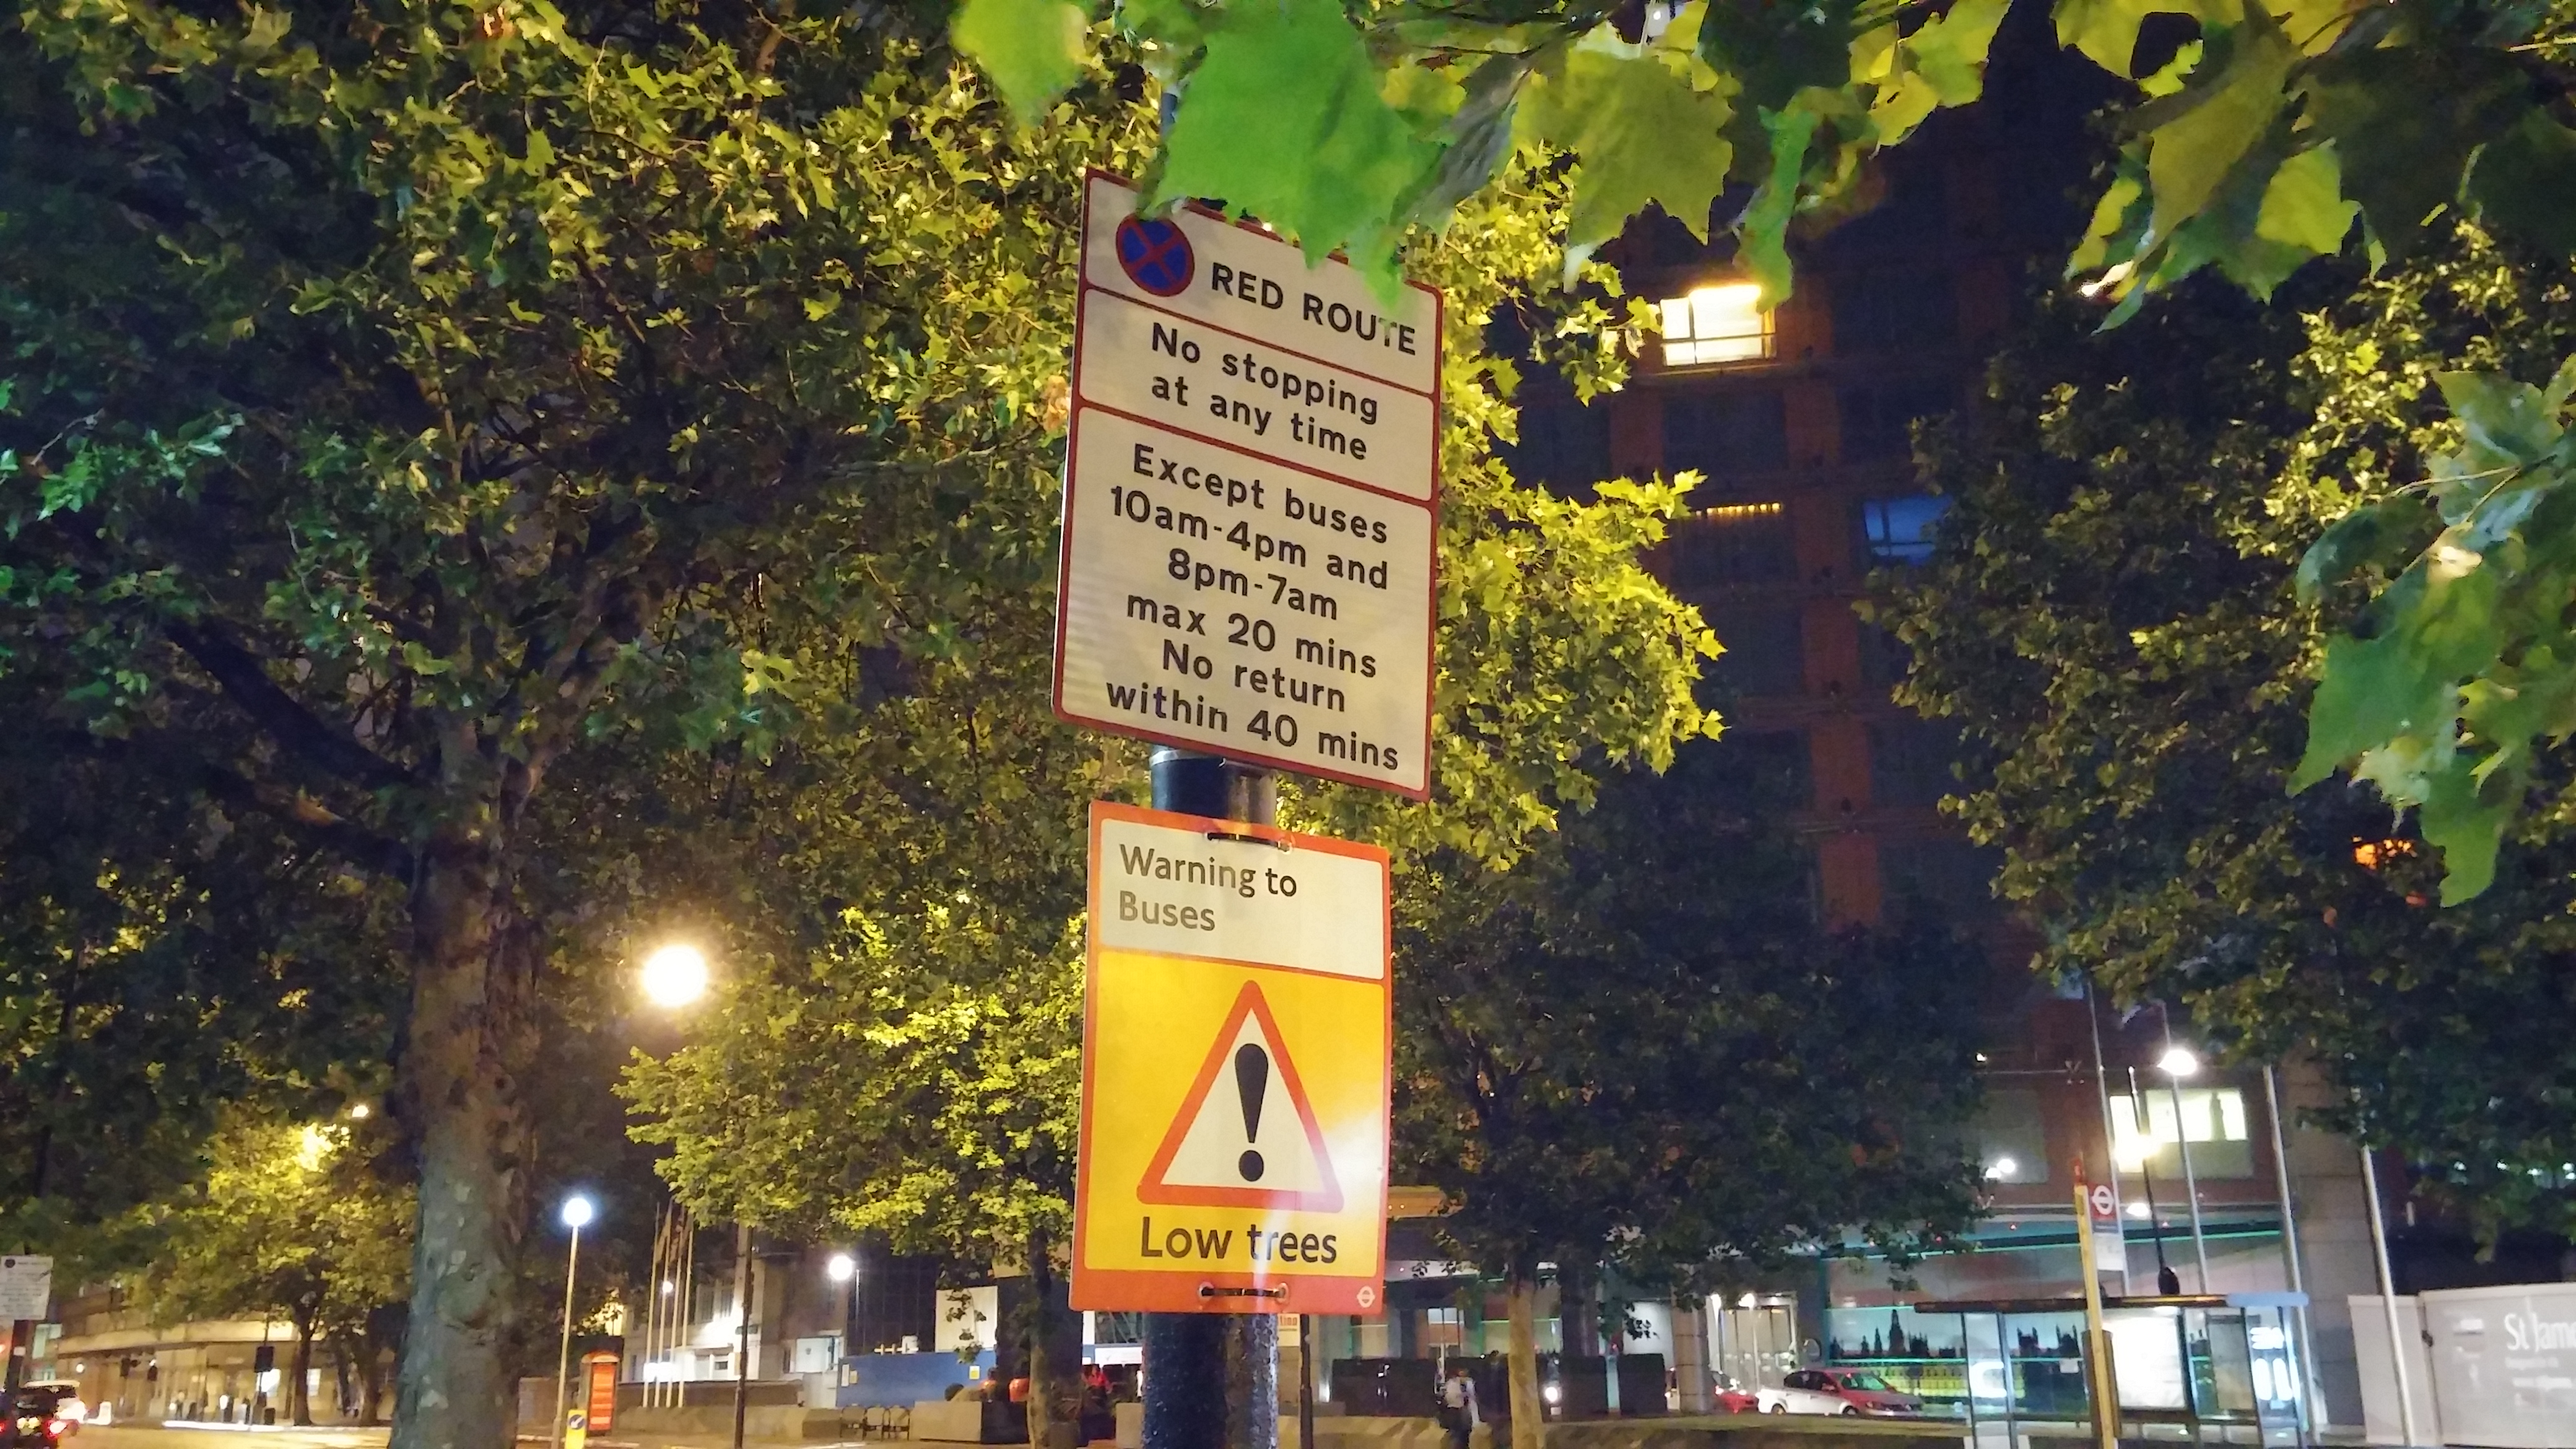 RED ROUTE
No stopping
at any time
Except buses
10am-4pm and
8pm-7am
max 20 mins
No return
within 40 mins
Warning to
Buses
Low trees